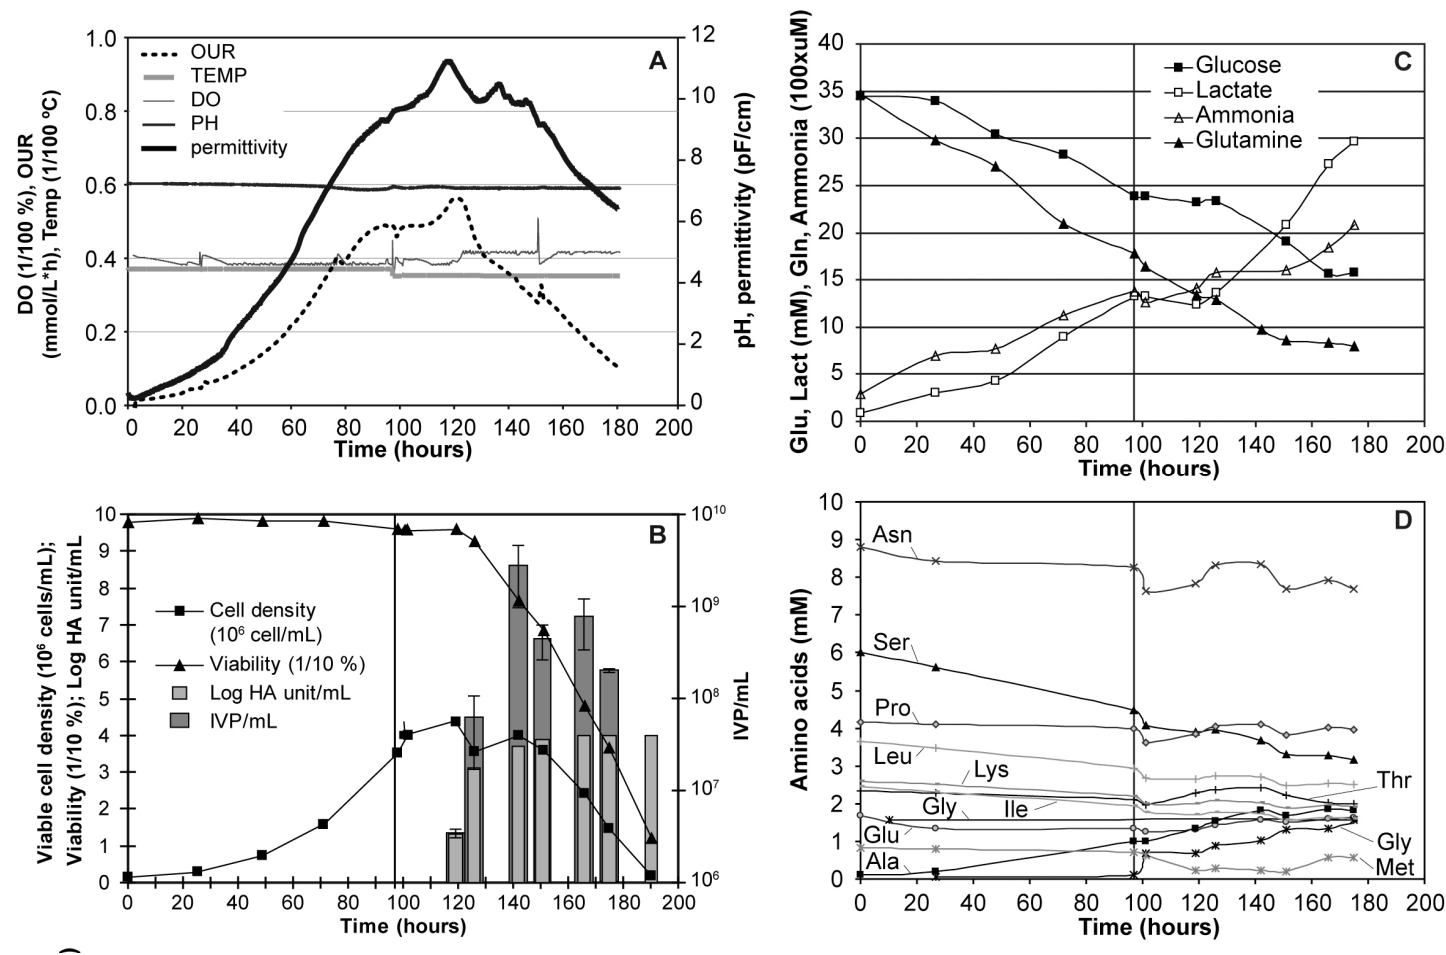 A
OUR
TEMP
DO
PH
permittivity
1.0
0.8
0.6
0.4
0.2
0.0
12
10
8
6
4
2
0
0 20 40 60 80 100 120 140 160 180 200
Time (hours)
DO (1/100 %), OUR
(mmol/L*h), Temp (1/100 ºC)
pH, permittivity (pF/cm)
C
Glucose
Lactate
Ammonia
Glutamine
40
35
30
25
20
15
10
5
0
0 20 40 60 80 100 120 140 160 180 200
Time (hours)
Glu, Lact (mM), Gln, Ammonia (100xuM)
B
Cell density
(10⁶ cell/mL)
Viability (1/10 %)
Log HA unit/mL
IVP/mL
10
9
8
7
6
5
4
3
2
1
0
10¹⁰
10⁹
10⁸
10⁷
10⁶
0 20 40 60 80 100 120 140 160 180 200
Time (hours)
Viable cell density (10⁶ cells/mL);
Viability (1/10 %); Log HA unit/mL
IVP/mL
D
Asn
Ser
Pro
Leu
Lys
Thr
Gly
Ile
Glu
Gly
Ala
Met
10
9
8
7
6
5
4
3
2
1
0
0 20 40 60 80 100 120 140 160 180 200
Time (hours)
Amino acids (mM)